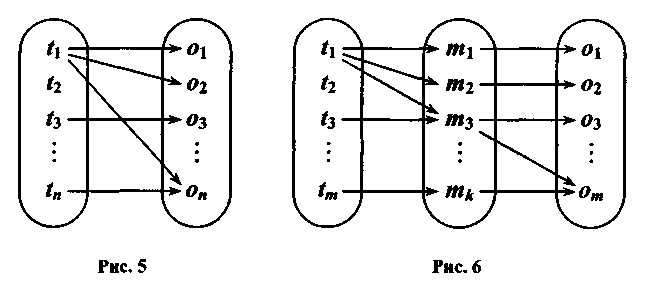 t₁ o₁ t₁ m₁ o₁
t₂ o₂ t₂ m₂ o₂
t₃ o₃ t₃ m₃ o₃
⋮ ⋮ ⋮ ⋮ ⋮
tₙ oₙ tₘ mₖ oₘ
Рис. 5 Рис. 6